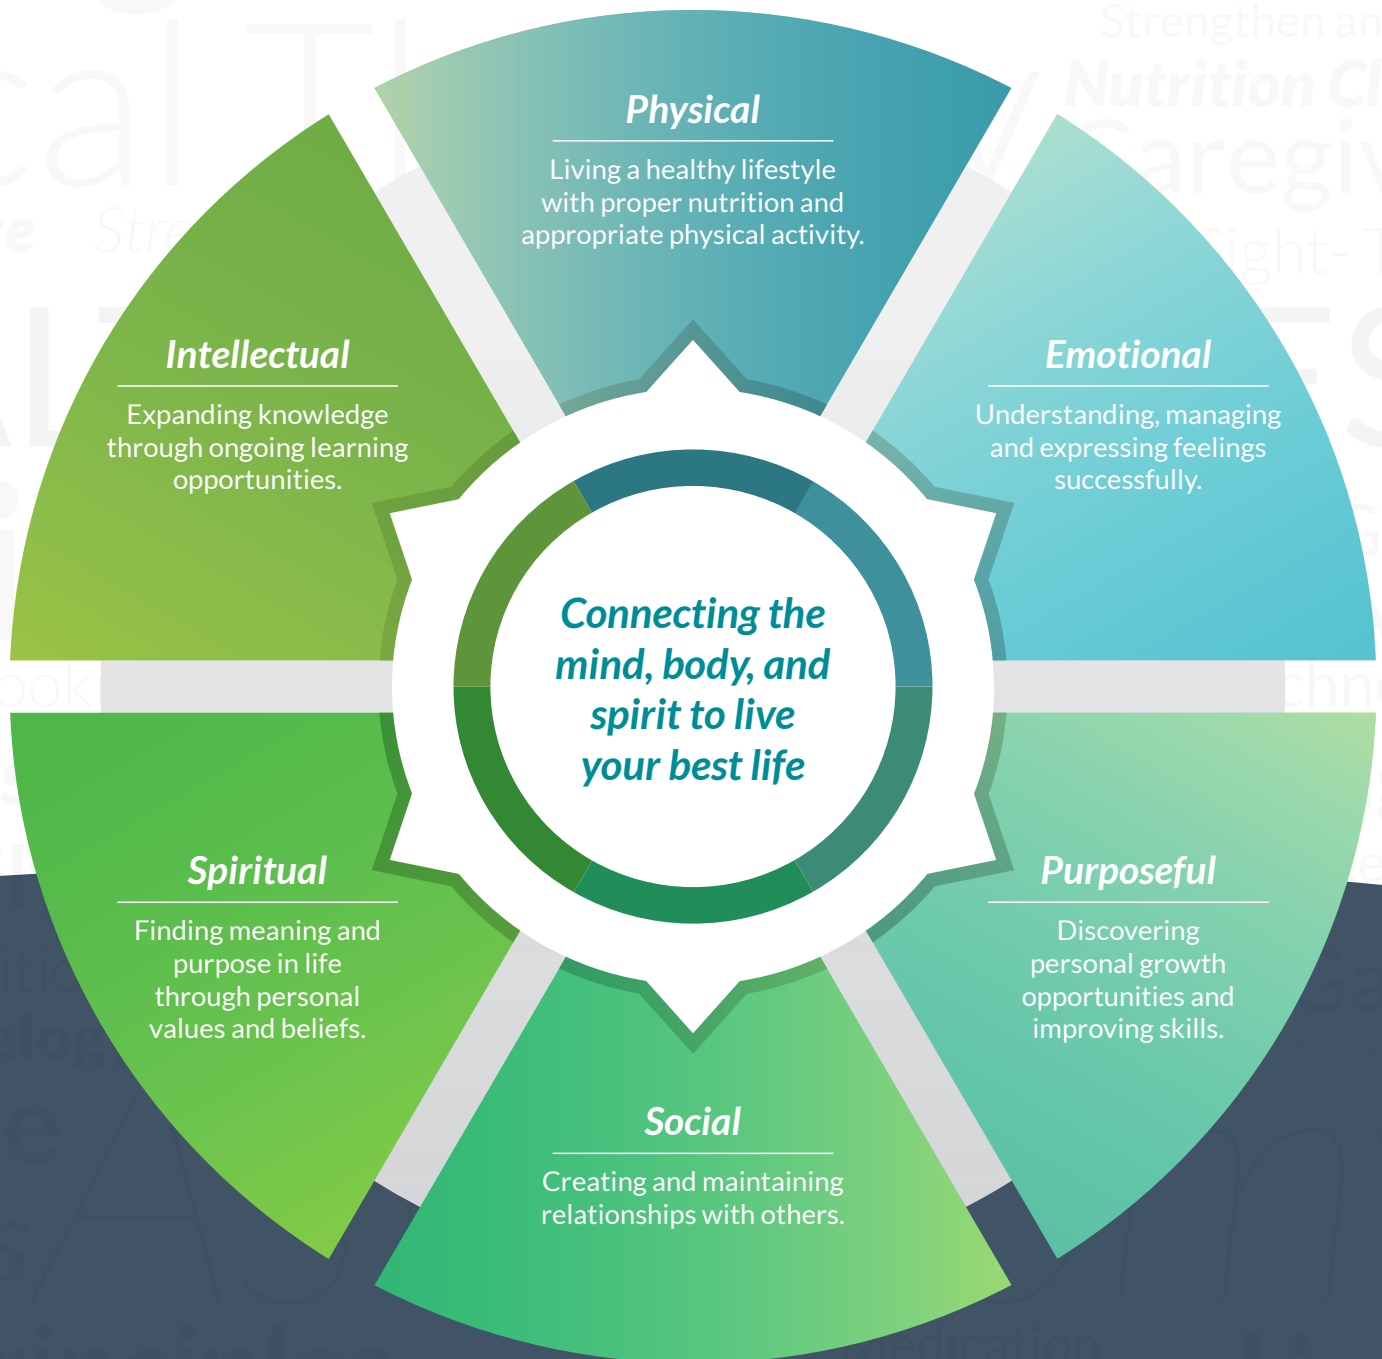 Strengthen an
Nutrition Cl
Physical
Living a healthy lifestyle
with proper nutrition and
appropriate physical activity.
Intellectual
Expanding knowledge
through ongoing learning
opportunities.
Emotional
Understanding, managing
and expressing feelings
successfully.
Connecting the
mind, body, and
spirit to live
your best life
Spiritual
Finding meaning and
purpose in life
through personal
values and beliefs.
Purposeful
Discovering
personal growth
opportunities and
improving skills.
Social
Creating and maintaining
relationships with others.
Medication